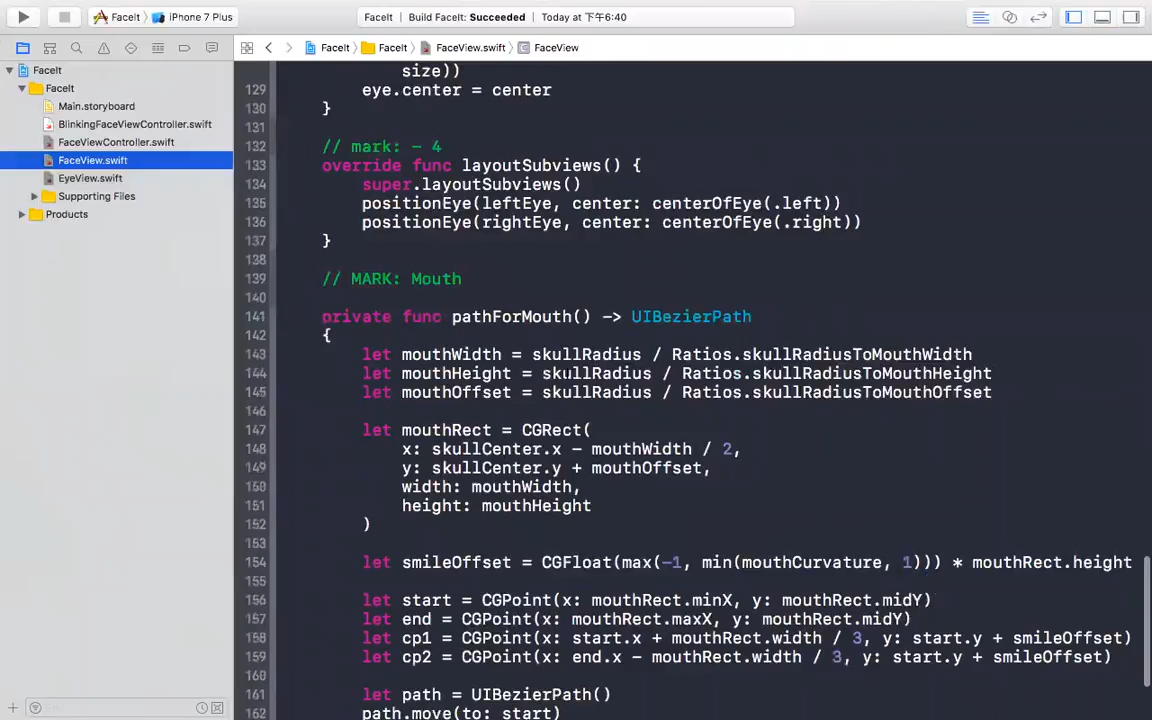 FaceIt
iPhone 7 Plus
FaceIt | Build FaceIt: Succeeded | Today at 下午6:40
FaceIt
FaceIt
FaceView.swift
C
FaceView
FaceIt
FaceIt
Main.storyboard
BlinkingFaceViewController.swift
FaceViewController.swift
FaceView.swift
EyeView.swift
Supporting Files
Products
size))
129 eye.center = center
130 }
131
132 // mark: - 4
133 override func layoutSubviews() {
134 super.layoutSubviews()
135 positionEye(leftEye, center: centerOfEye(.left))
136 positionEye(rightEye, center: centerOfEye(.right))
137 }
138
139 // MARK: Mouth
140
141 private func pathForMouth() -> UIBezierPath
142 {
143 let mouthWidth = skullRadius / Ratios.skullRadiusToMouthWidth
144 let mouthHeight = skullRadius / Ratios.skullRadiusToMouthHeight
145 let mouthOffset = skullRadius / Ratios.skullRadiusToMouthOffset
146
147 let mouthRect = CGRect(
148 x: skullCenter.x - mouthWidth / 2,
149 y: skullCenter.y + mouthOffset,
150 width: mouthWidth,
151 height: mouthHeight
152 )
153
154 let smileOffset = CGFloat(max(-1, min(mouthCurvature, 1))) * mouthRect.height
155
156 let start = CGPoint(x: mouthRect.minX, y: mouthRect.midY)
157 let end = CGPoint(x: mouthRect.maxX, y: mouthRect.midY)
158 let cp1 = CGPoint(x: start.x + mouthRect.width / 3, y: start.y + smileOffset)
159 let cp2 = CGPoint(x: end.x - mouthRect.width / 3, y: start.y + smileOffset)
160
161 let path = UIBezierPath()
162 path.move(to: start)